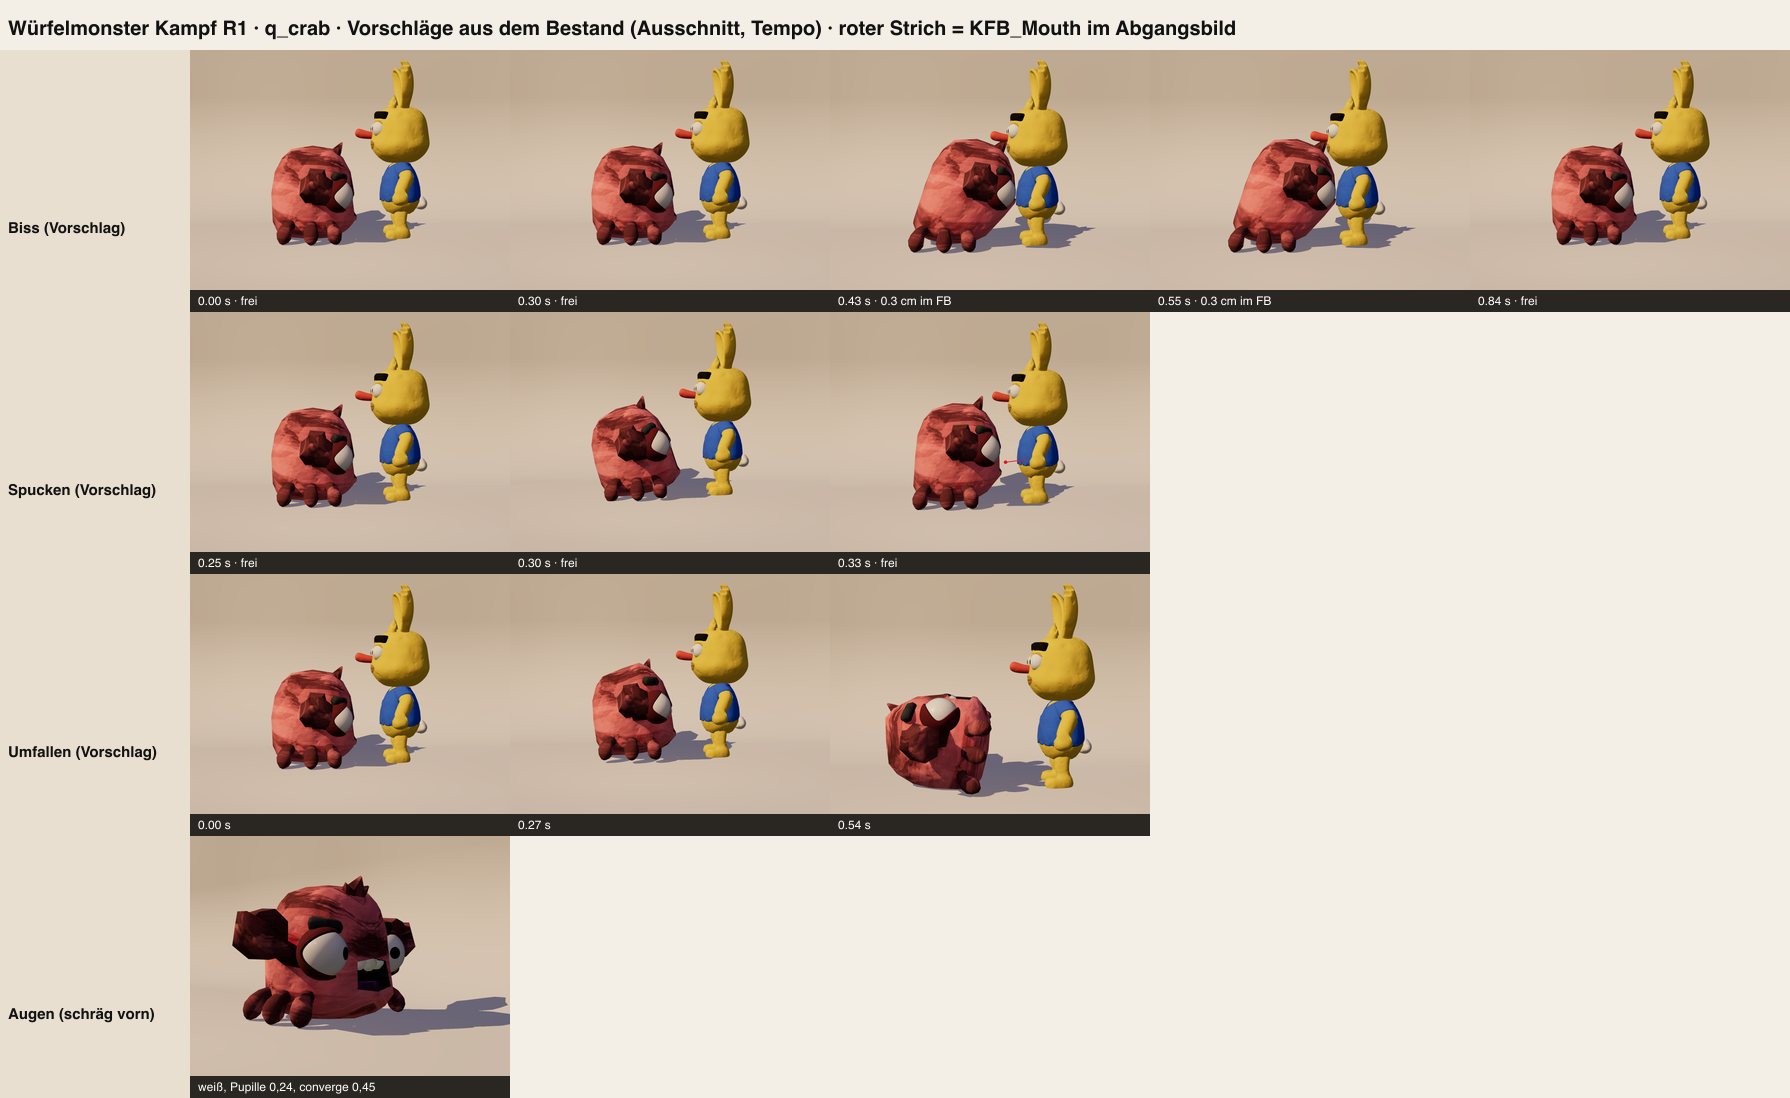 Würfelmonster Kampf R1 · q_crab · Vorschläge aus dem Bestand (Ausschnitt, Tempo) · roter Strich = KFB_Mouth im Abgangsbild
Biss (Vorschlag)
0.00 s · frei
0.30 s · frei
0.43 s · 0.3 cm im FB
0.55 s · 0.3 cm im FB
0.84 s · frei
Spucken (Vorschlag)
0.25 s · frei
0.30 s · frei
0.33 s · frei
Umfallen (Vorschlag)
0.00 s
0.27 s
0.54 s
Augen (schräg vorn)
weiß, Pupille 0,24, converge 0,45